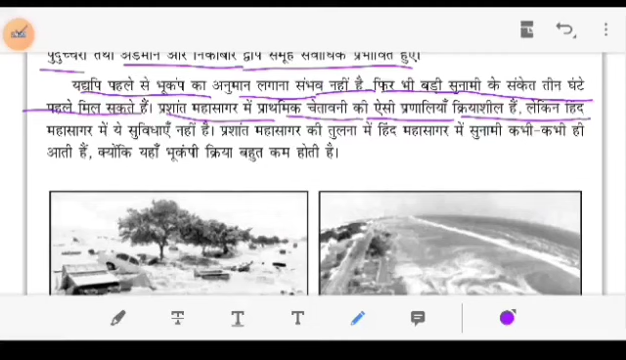 पुदुच्चेरी तथा अंडमान और निकोबार द्वीप समूह सर्वाधिक प्रभावित हुए।
यद्यपि पहले से भूकंप का अनुमान लगाना संभव नहीं है, फिर भी बड़ी सुनामी के संकेत तीन घंटे
पहले मिल सकते हैं। प्रशांत महासागर में प्राथमिक चेतावनी की ऐसी प्रणालियाँ क्रियाशील हैं, लेकिन हिंद
महासागर में ये सुविधाएँ नहीं है। प्रशांत महासागर की तुलना में हिंद महासागर में सुनामी कभी-कभी ही
आती हैं, क्योंकि यहाँ भूकंपी क्रिया बहुत कम होती है।